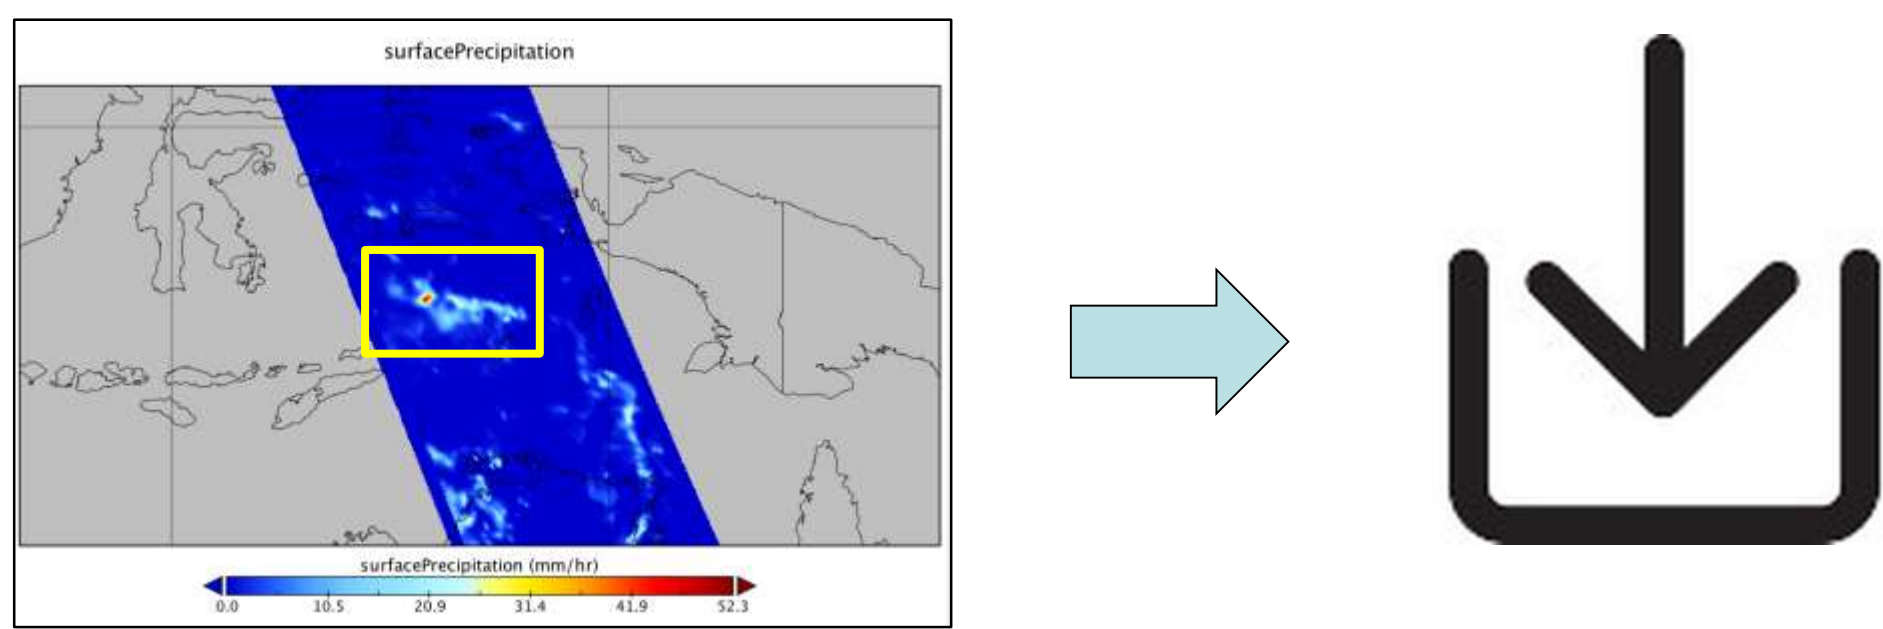 surfacePrecipitation
surfacePrecipitation (mm/hr)
0.0 10.5 20.9 31.4 41.9 52.3